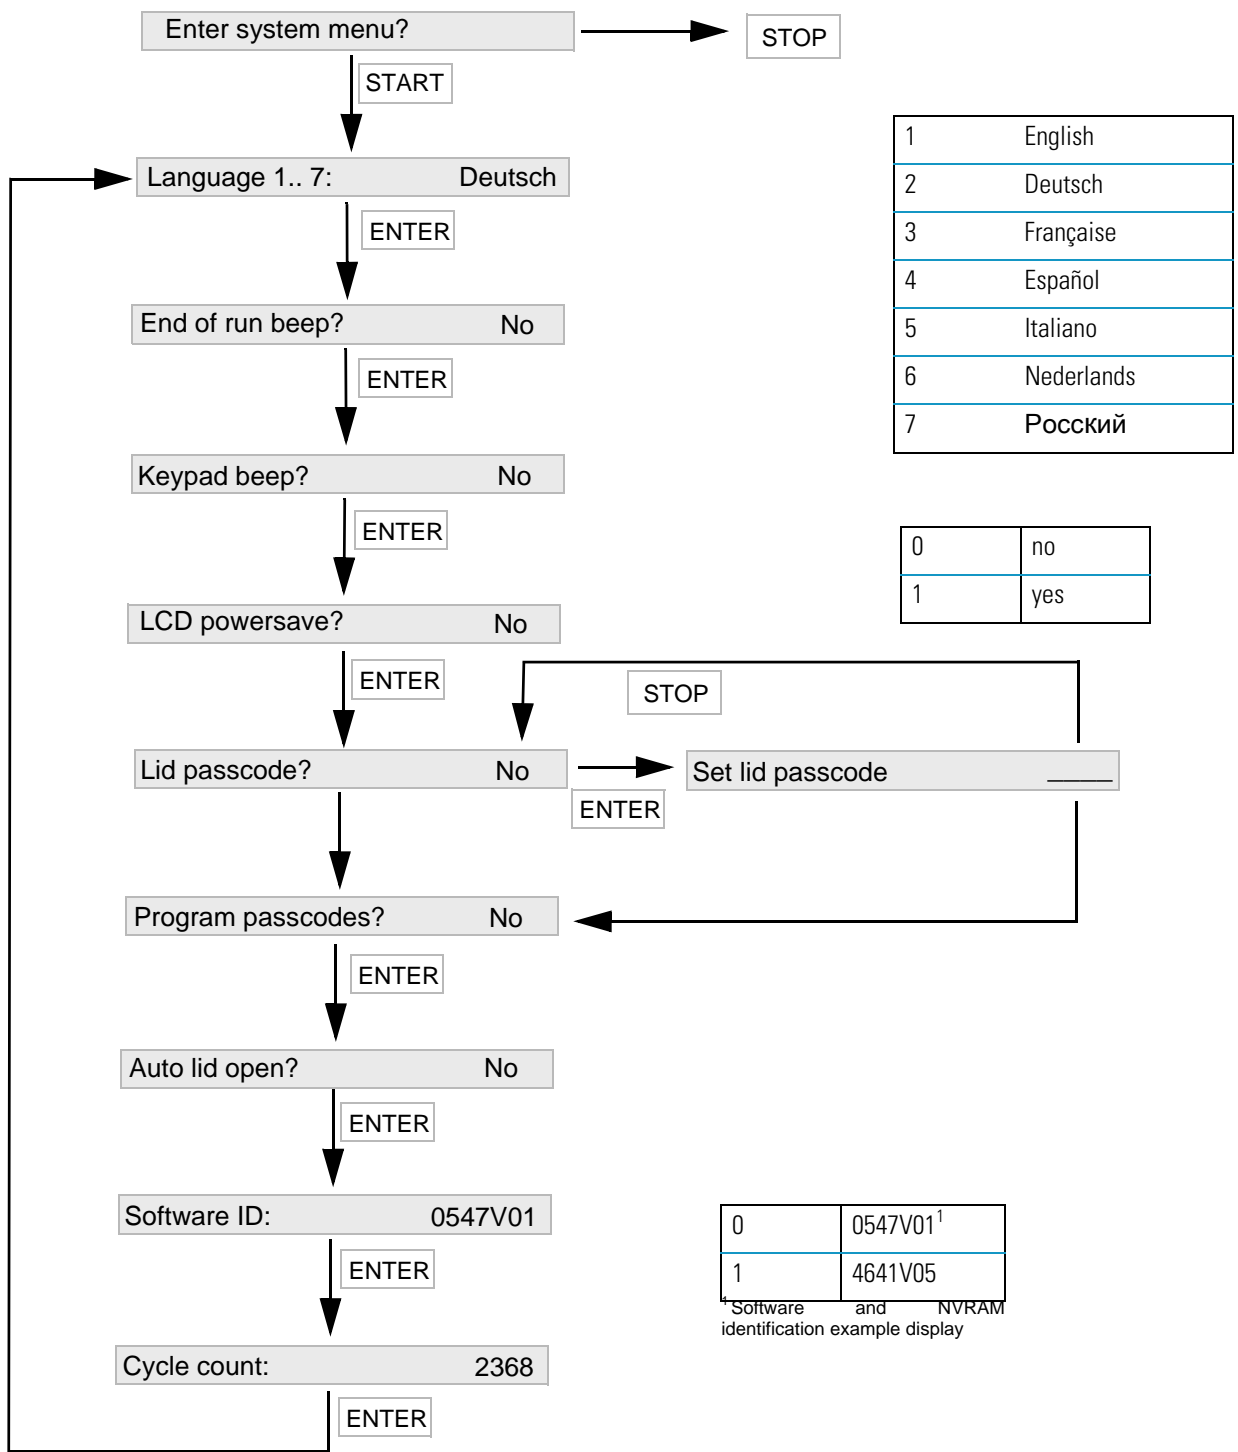 Enter system menu?
STOP
START
Language 1.. 7: Deutsch
ENTER
End of run beep? No
ENTER
Keypad beep? No
ENTER
LCD powersave? No
ENTER
STOP
Lid passcode? No
ENTER
Set lid passcode ____
Program passcodes? No
ENTER
Auto lid open? No
ENTER
Software ID: 0547V01
ENTER
Cycle count: 2368
ENTER
1 English
2 Deutsch
3 Française
4 Español
5 Italiano
6 Nederlands
7 Росский
0 no
1 yes
0 0547V01¹
1 4641V05
¹ Software and NVRAM
identification example display